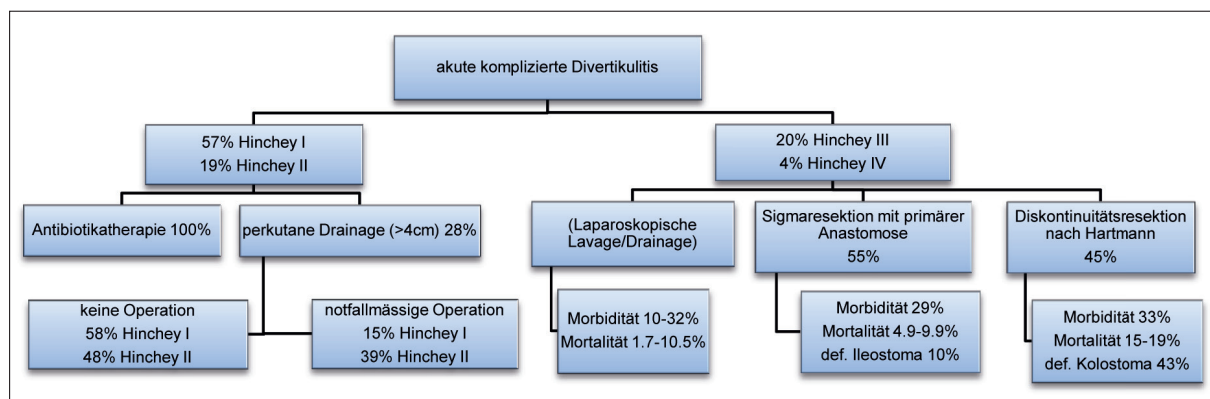 akute komplizierte Divertikulitis
57% Hinchey I
19% Hinchey II
20% Hinchey III
4% Hinchey IV
Antibiotikatherapie 100%
perkutane Drainage (>4cm) 28%
(Laparoskopische
Lavage/Drainage)
Sigmaresektion mit primärer
Anastomose
55%
Diskontinuitätsresektion
nach Hartmann
45%
keine Operation
58% Hinchey I
48% Hinchey II
notfallmässige Operation
15% Hinchey I
39% Hinchey II
Morbidität 10-32%
Mortalität 1.7-10.5%
Morbidität 29%
Mortalität 4.9-9.9%
def. Ileostoma 10%
Morbidität 33%
Mortalität 15-19%
def. Kolostoma 43%